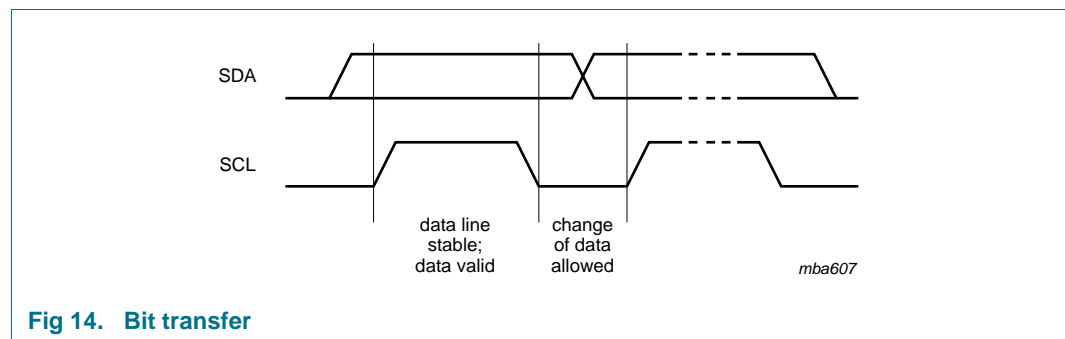 SDA
SCL
data line
stable;
data valid
change
of data
allowed
mba607
Fig 14. Bit transfer